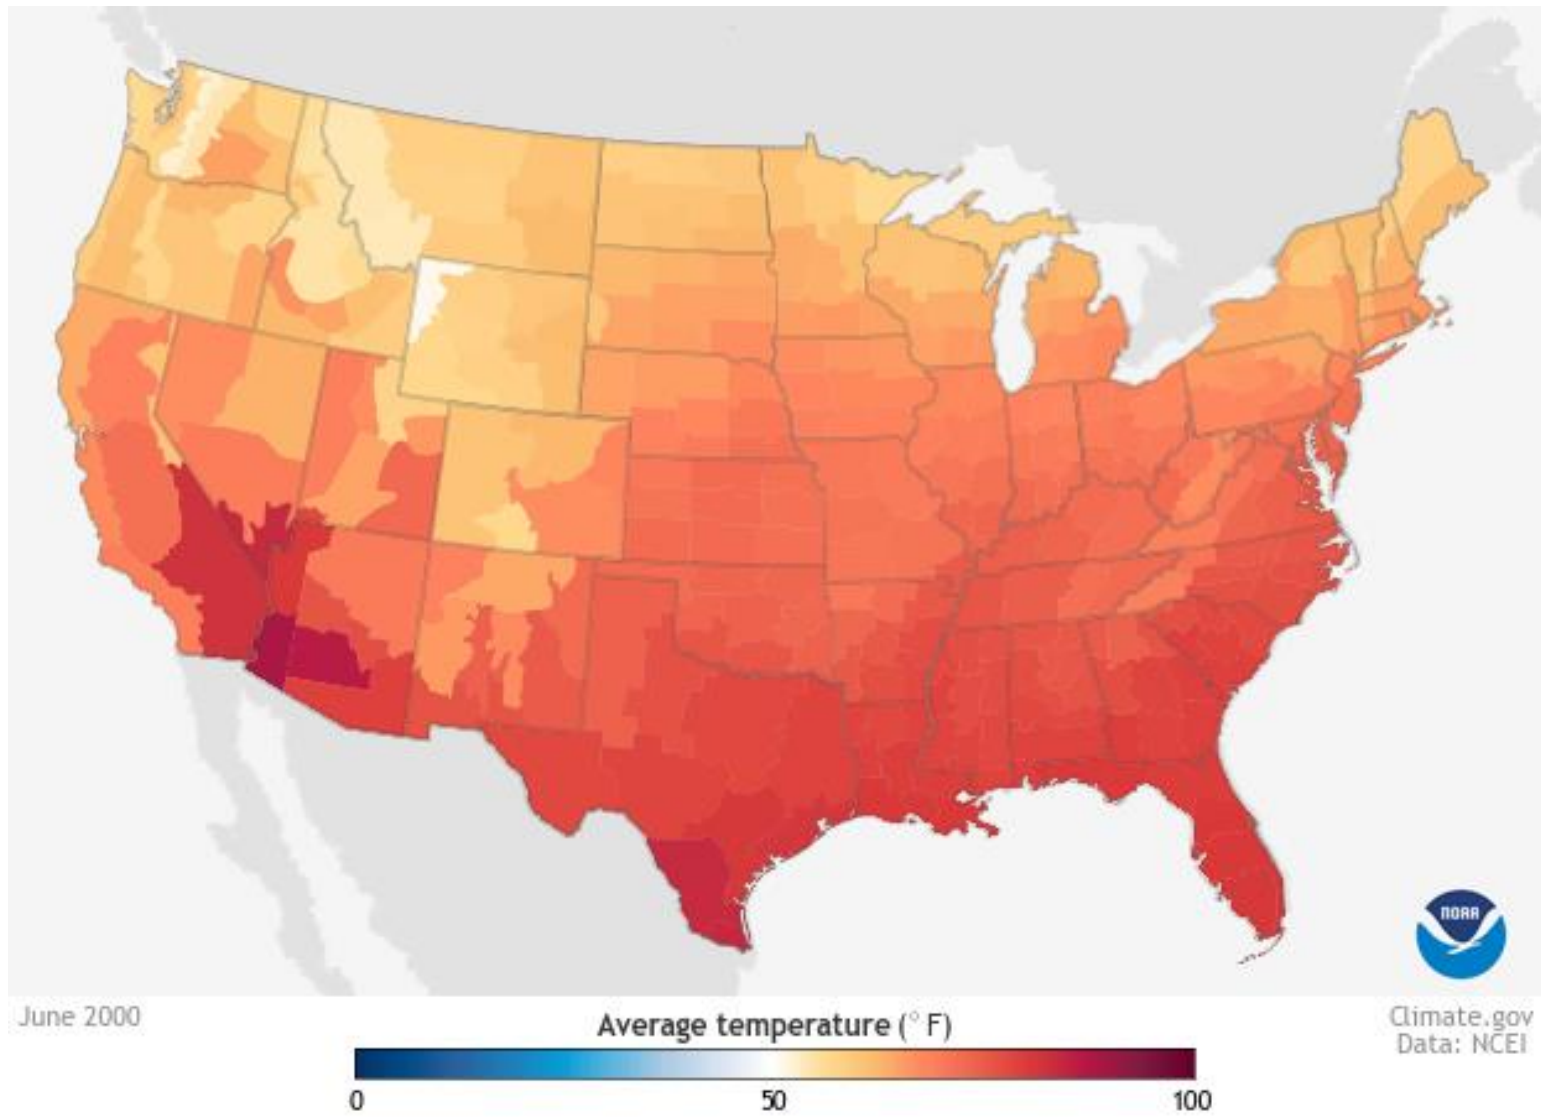 NOAA
June 2000
Average temperature (° F)
Climate.gov
Data: NCEI
0
50
100